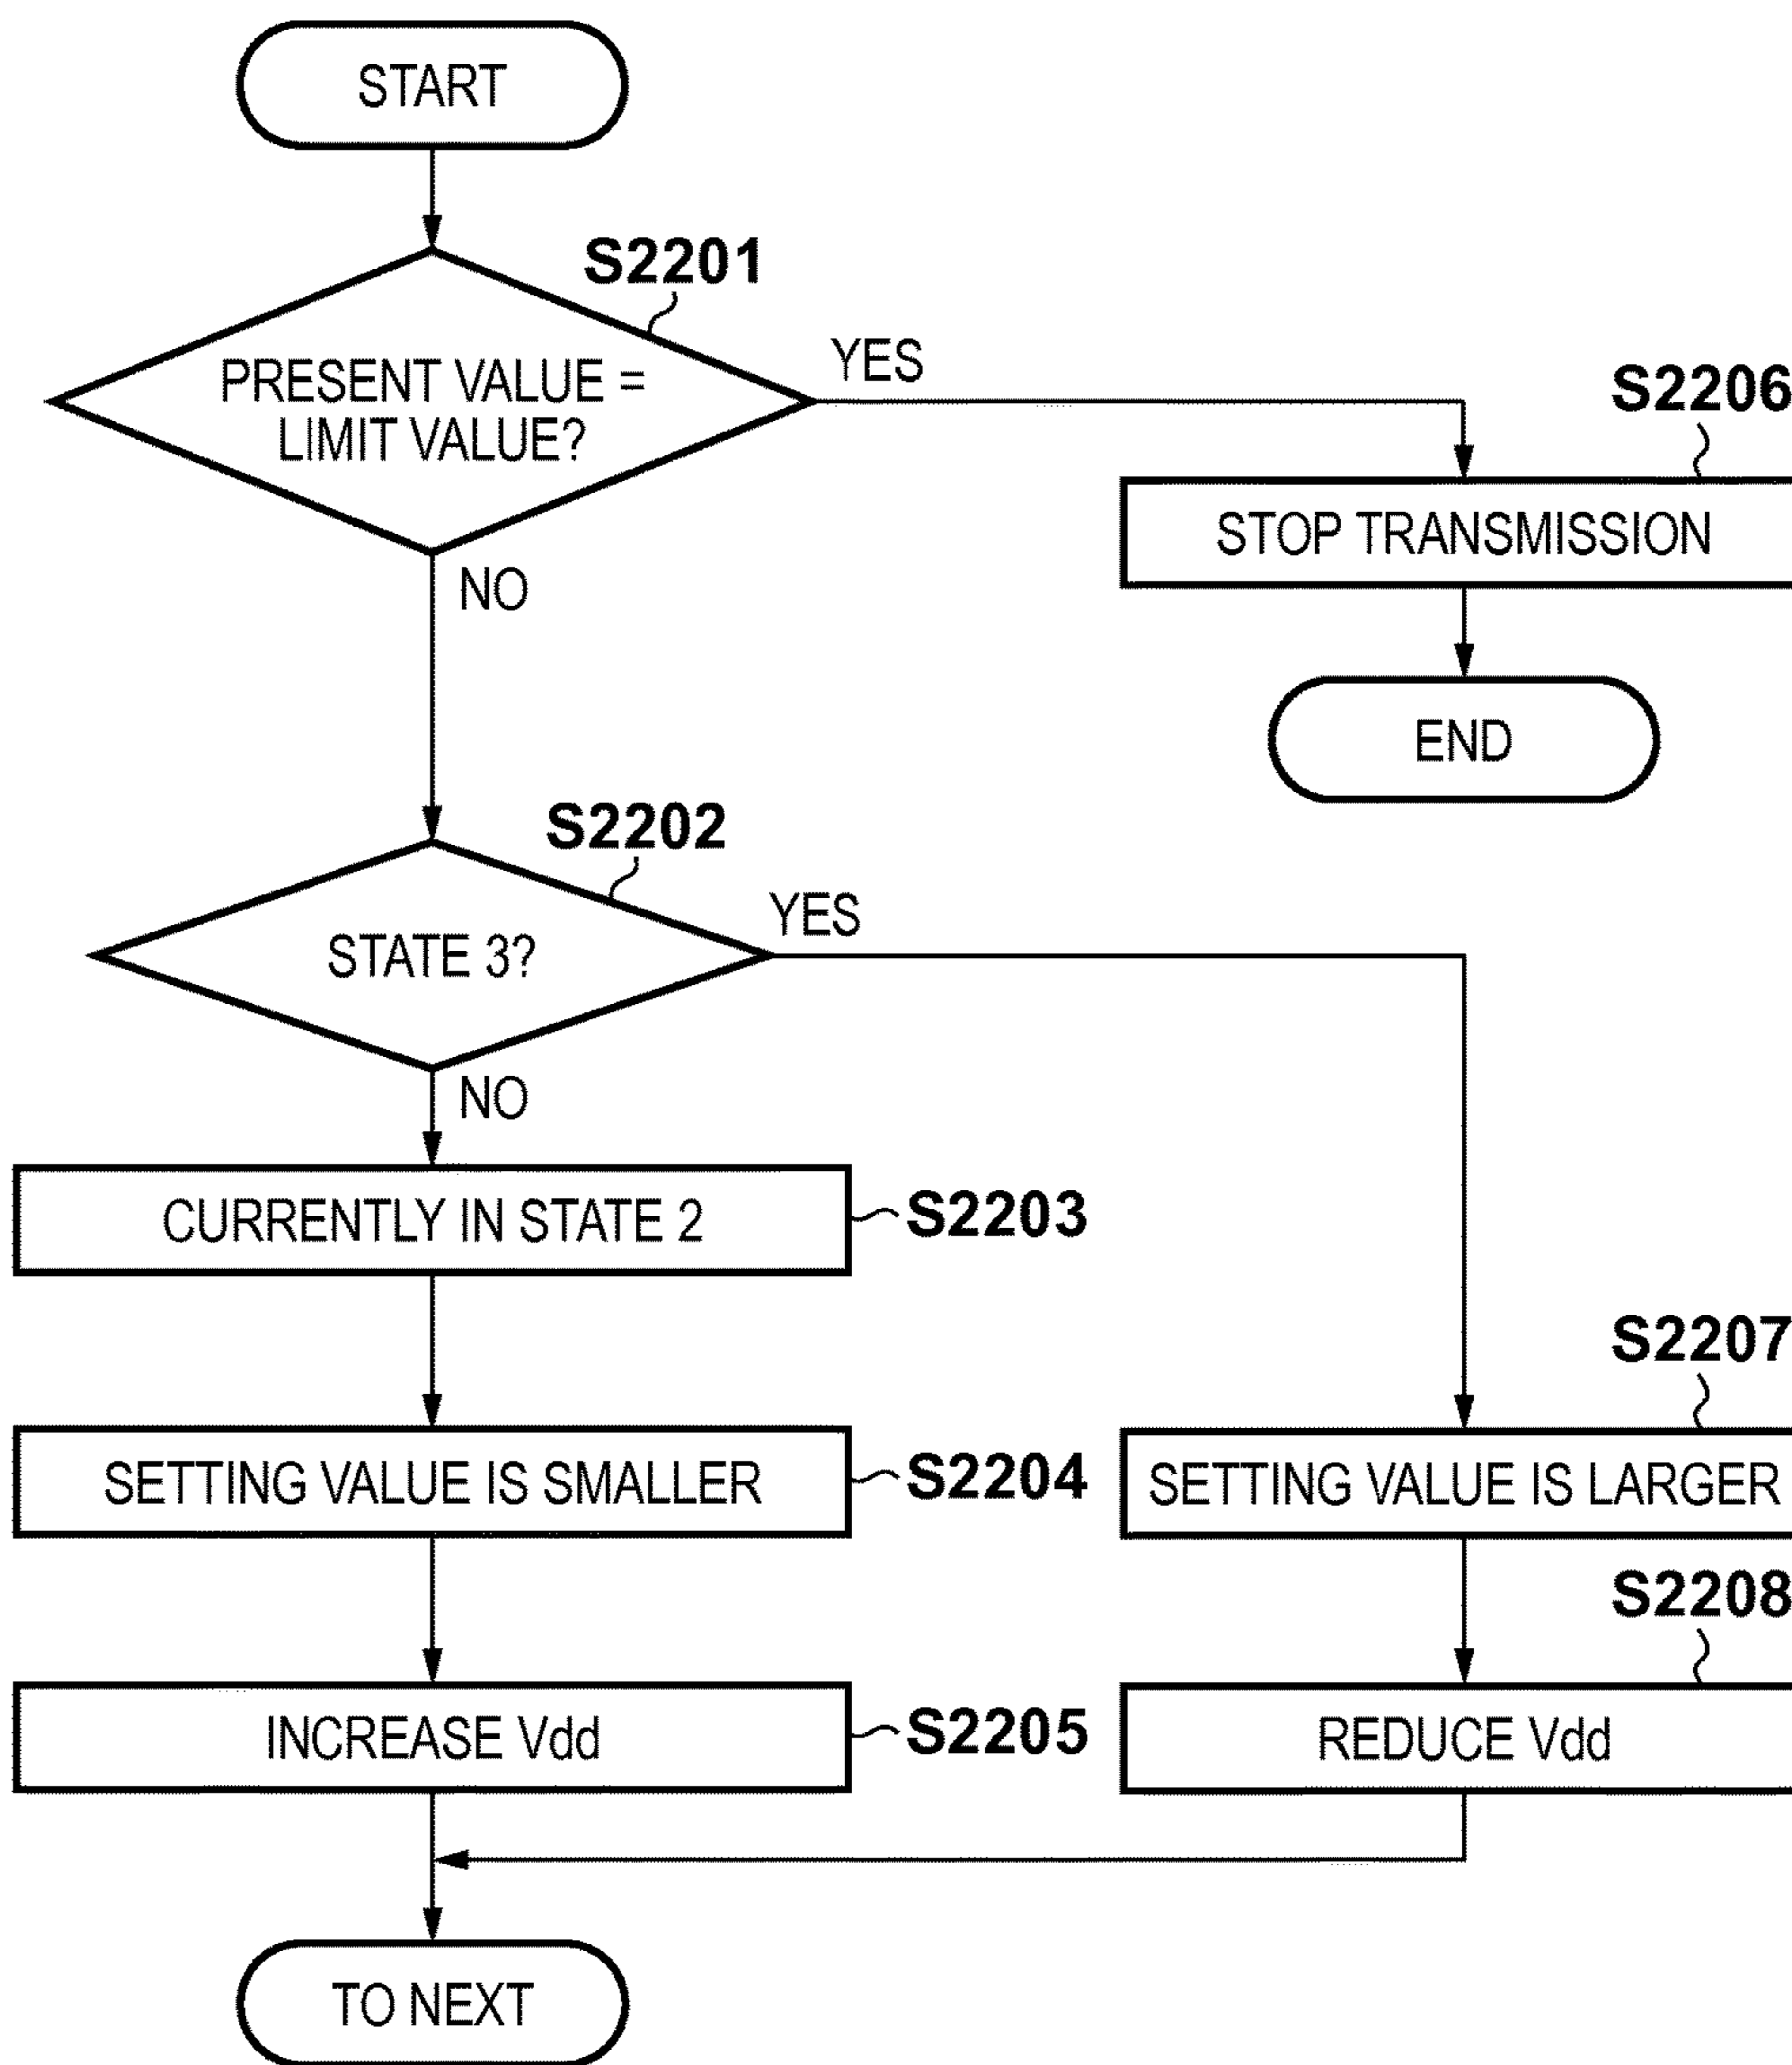 START
S2201
PRESENT VALUE =
LIMIT VALUE?
YES
NO
S2206
STOP TRANSMISSION
END
S2202
STATE 3?
YES
NO
CURRENTLY IN STATE 2
S2203
SETTING VALUE IS SMALLER
S2204
INCREASE Vdd
S2205
S2207
SETTING VALUE IS LARGER
S2208
REDUCE Vdd
TO NEXT